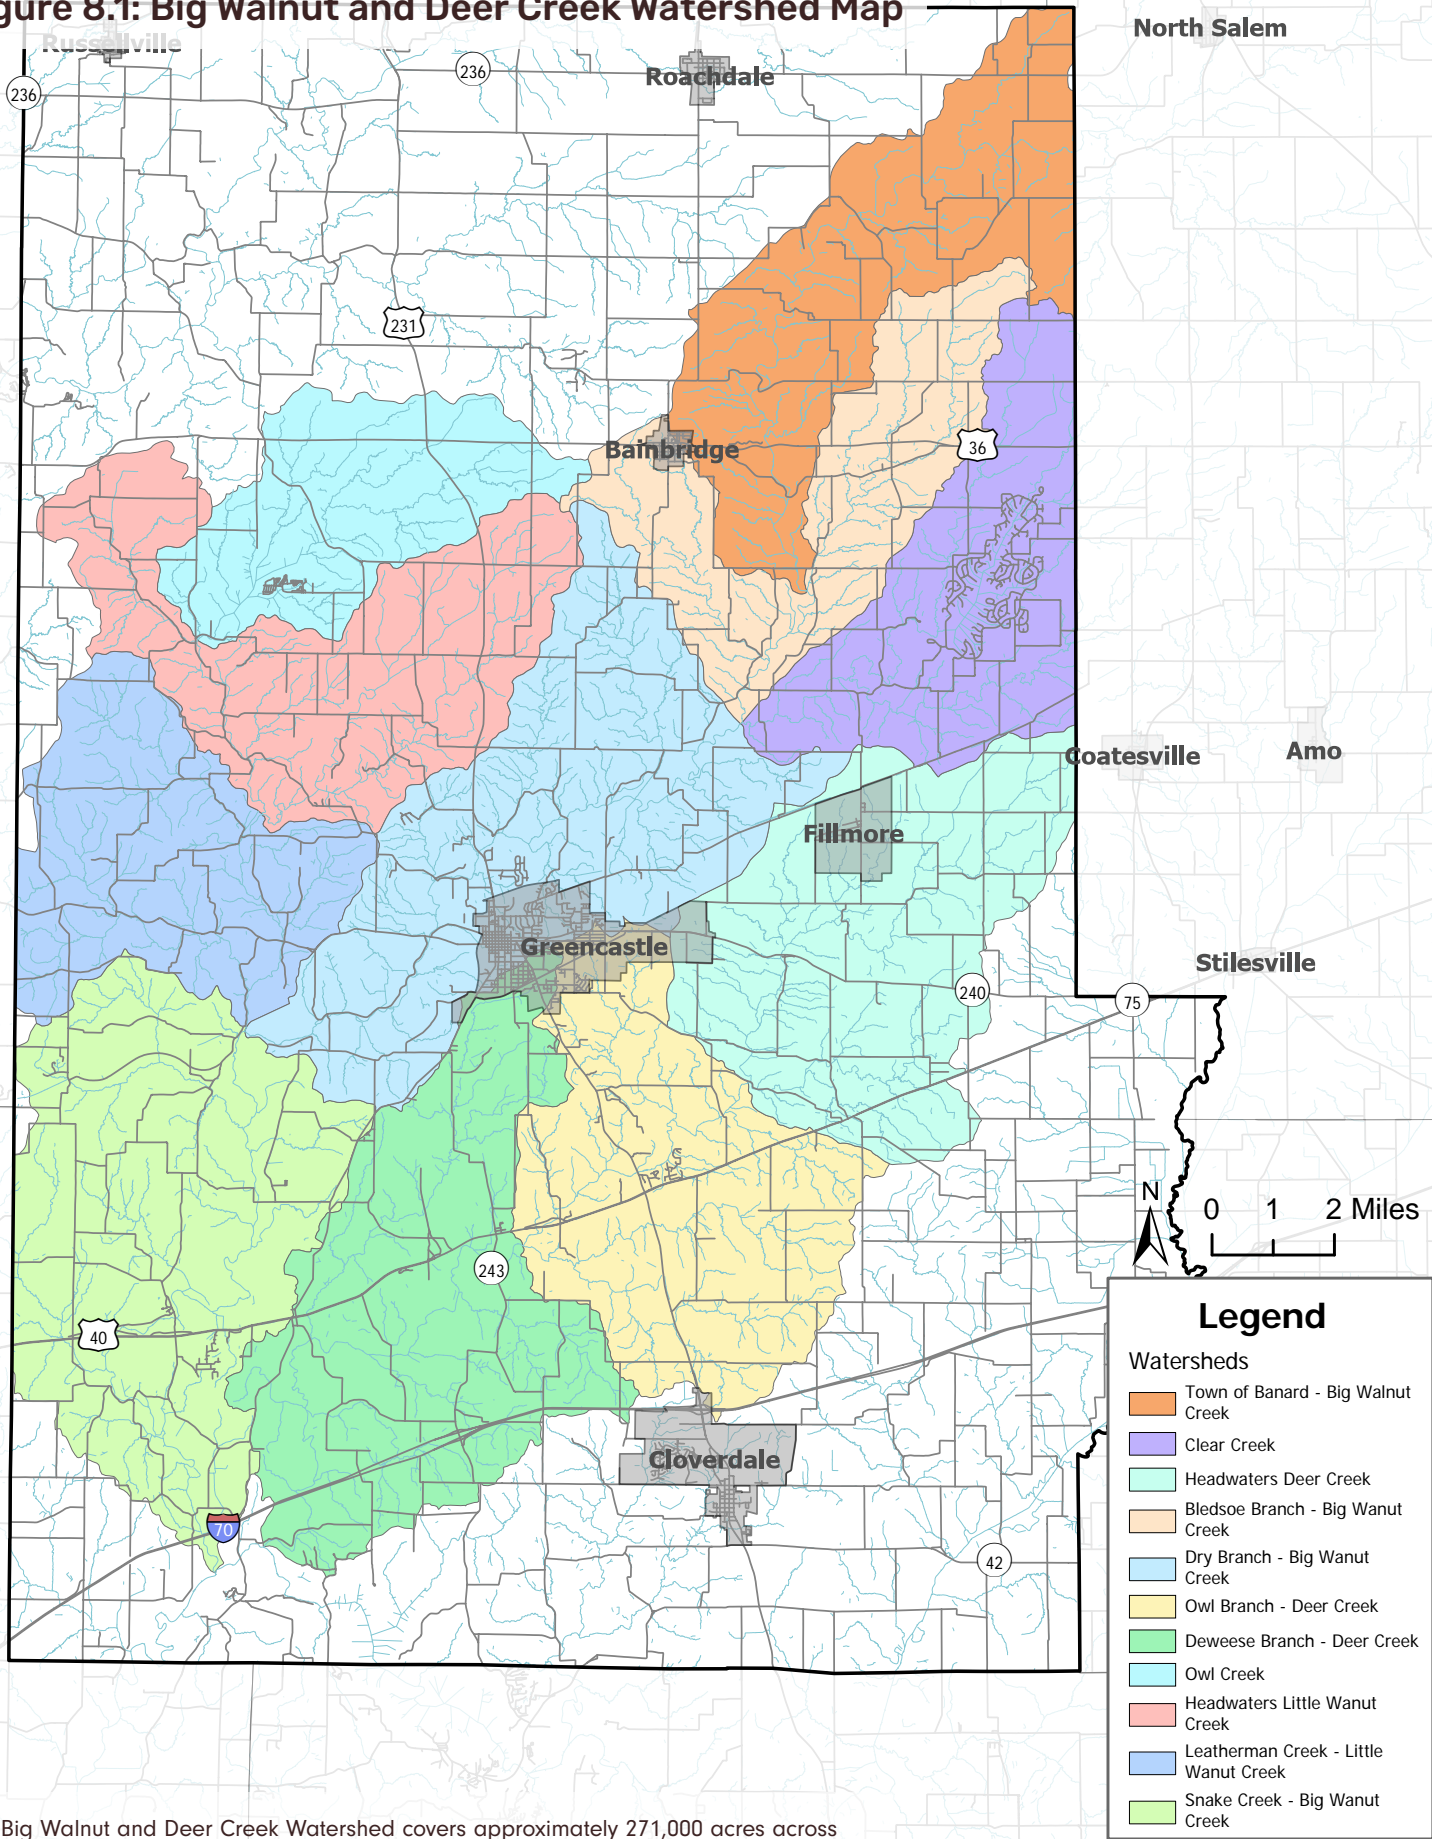 gure 8.1: Big Walnut and Deer Creek Watershed Map
North Salem
Russellville
236
Roachdale
236
231
Bainbridge
36
Coatesville
Amo
Fillmore
Greencastle
Stilesville
240
75
N
0 1 2 Miles
243
40
Cloverdale
70
42
Legend
Watersheds
Town of Banard - Big Walnut
Creek
Clear Creek
Headwaters Deer Creek
Bledsoe Branch - Big Wanut
Creek
Dry Branch - Big Wanut
Creek
Owl Branch - Deer Creek
Deweese Branch - Deer Creek
Owl Creek
Headwaters Little Wanut
Creek
Leatherman Creek - Little
Wanut Creek
Snake Creek - Big Wanut
Creek
Big Walnut and Deer Creek Watershed covers approximately 271,000 acres across